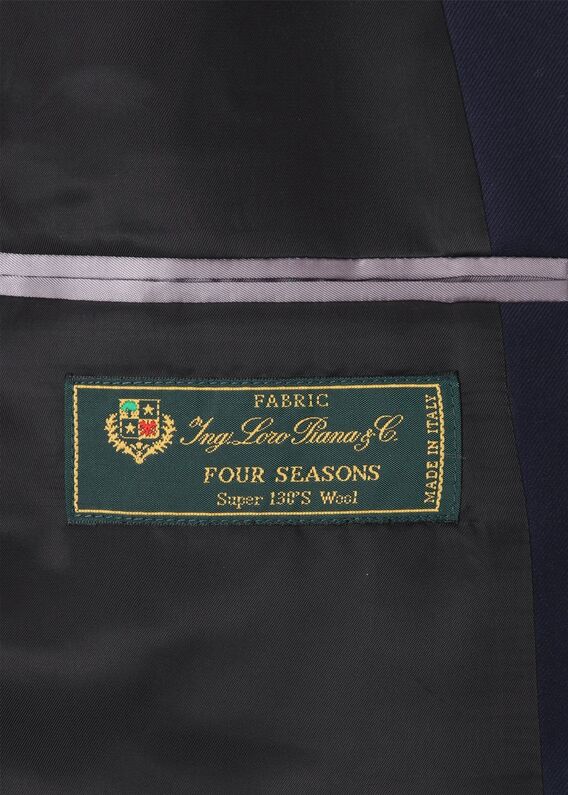 FABRIC
Ing. Loro Piana & C.
FOUR SEASONS
Super 130'S Wool
MADE IN ITALY